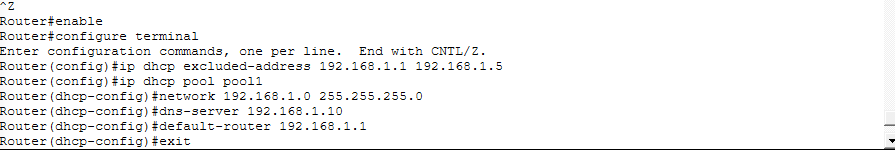 ^Z
Router#enable
Router#configure terminal
Enter configuration commands, one per line.  End with CNTL/Z.
Router(config)#ip dhcp excluded-address 192.168.1.1 192.168.1.5
Router(config)#ip dhcp pool pool1
Router(dhcp-config)#network 192.168.1.0 255.255.255.0
Router(dhcp-config)#dns-server 192.168.1.10
Router(dhcp-config)#default-router 192.168.1.1
Router(dhcp-config)#exit